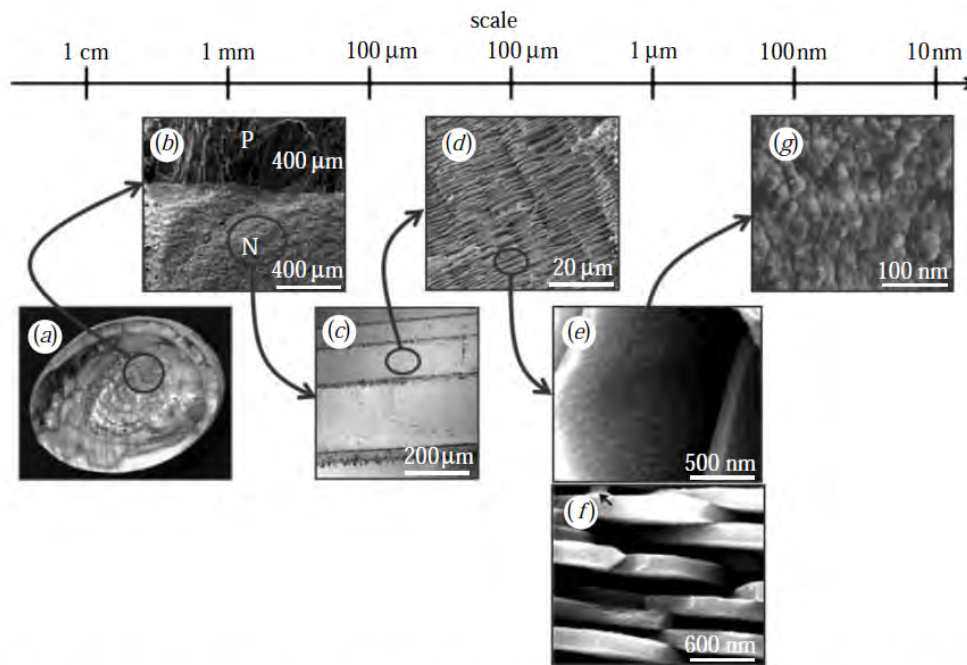 scale
1 cm 1 mm 100 μm 100 μm 1 μm 100 nm 10 nm
(b) P 400 μm
N
400 μm
(d)
20 μm
(g)
100 nm
(a)
(c)
200 μm
(e)
500 nm
(f)
600 nm